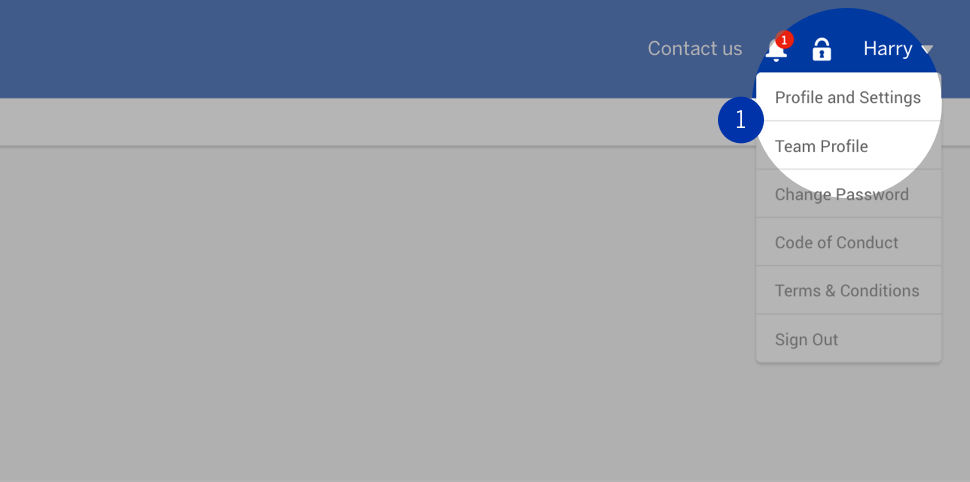 Contact us 1 Harry
1
Profile and Settings
Team Profile
Change Password
Code of Conduct
Terms & Conditions
Sign Out